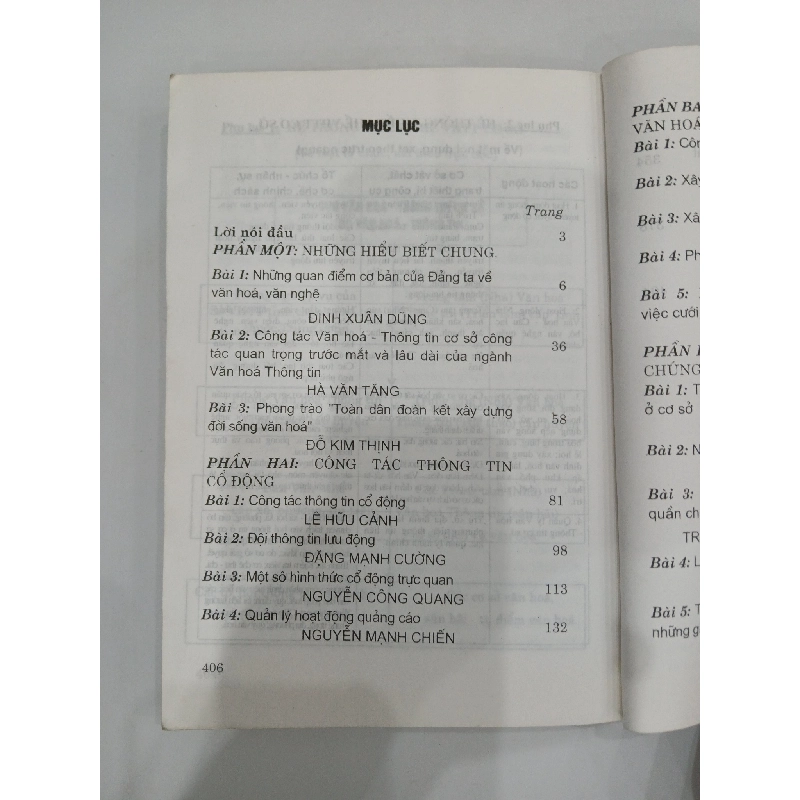 MỤC LỤC
Trang
Lời nói đầu 3
PHẦN MỘT: NHỮNG HIỂU BIẾT CHUNG.
Bài 1: Những quan điểm cơ bản của Đảng ta về 6
văn hoá, văn nghệ
ĐINH XUÂN DŨNG
Bài 2: Công tác Văn hoá - Thông tin cơ sở công 36
tác quan trọng trước mắt và lâu dài của ngành
Văn hoá Thông tin
HÀ VĂN TĂNG
Bài 3: Phong trào "Toàn dân đoàn kết xây dựng 58
đời sống văn hoá"
ĐỖ KIM THỊNH
PHẦN HAI: CÔNG TÁC THÔNG TIN
CỔ ĐỘNG
Bài 1: Công tác thông tin cổ động 81
LÊ HỮU CẢNH
Bài 2: Đội thông tin lưu động 98
ĐẶNG MẠNH CƯỜNG
Bài 3: Một số hình thức cổ động trực quan 113
NGUYỄN CÔNG QUANG
Bài 4: Quản lý hoạt động quảng cáo 132
NGUYỄN MẠNH CHIẾN
406
PHẦN BA
VĂN HOÁ
Bài 1: Côn
Bài 2: Xây
Bài 3: Xâ
Bài 4: Ph
Bài 5:
việc cưới
PHẦN
CHÚNG
Bài 1: T
ở cơ sở
Bài 2: N
Bài 3:
quần ch
TR
Bài 4: L
Bài 5: T
những g